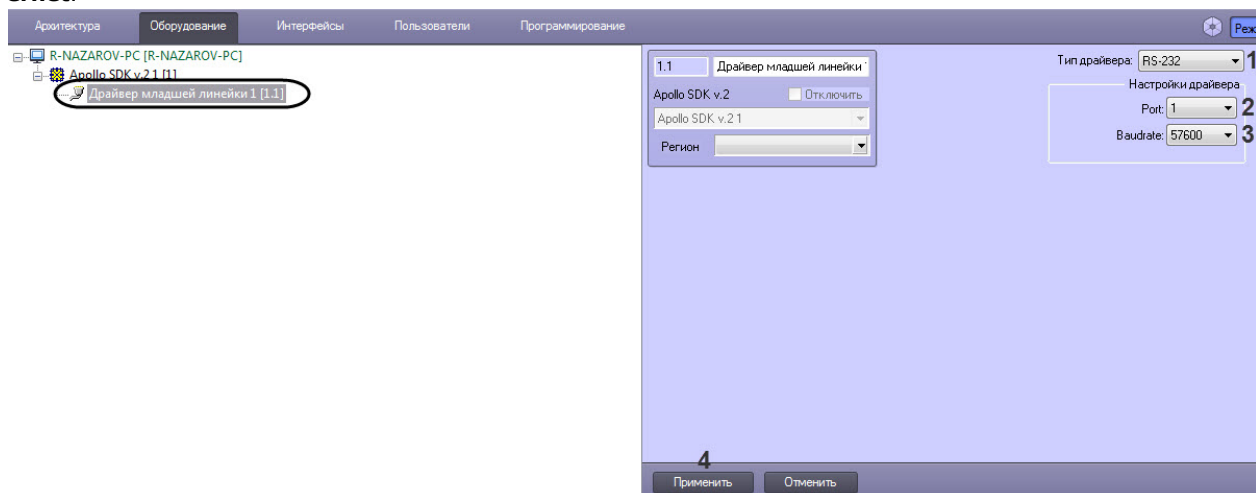 Архитектура Оборудование Интерфейсы Пользователи Программирование
R-NAZAROV-PC [R-NAZAROV-PC]
Apollo SDK v.2 1 [1]
Драйвер младшей линейки 1 [1.1]
1.1 Драйвер младшей линейки
Apollo SDK v.2 Отключить
Apollo SDK v.2 1
Регион
Тип драйвера: RS-232 1
Настройки драйвера
Port: 1 2
Baudrate: 57600 3
4
Применить Отменить